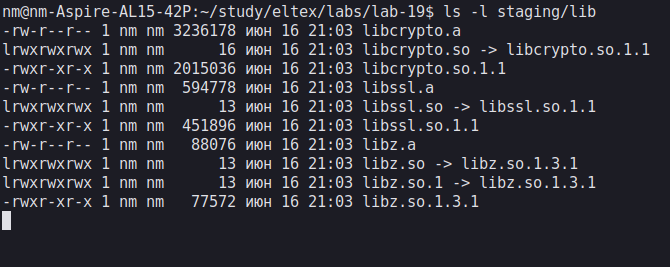 nm@nm-Aspire-AL15-42P:~/study/eltex/labs/lab-19$ ls -l staging/lib
-rw-r--r-- 1 nm nm 3236178 июн 16 21:03 libcrypto.a
lrwxrwxrwx 1 nm nm      16 июн 16 21:03 libcrypto.so -> libcrypto.so.1.1
-rwxr-xr-x 1 nm nm 2015036 июн 16 21:03 libcrypto.so.1.1
-rw-r--r-- 1 nm nm  594778 июн 16 21:03 libssl.a
lrwxrwxrwx 1 nm nm      13 июн 16 21:03 libssl.so -> libssl.so.1.1
-rwxr-xr-x 1 nm nm  451896 июн 16 21:03 libssl.so.1.1
-rw-r--r-- 1 nm nm   88076 июн 16 21:03 libz.a
lrwxrwxrwx 1 nm nm      13 июн 16 21:03 libz.so -> libz.so.1.3.1
lrwxrwxrwx 1 nm nm      13 июн 16 21:03 libz.so.1 -> libz.so.1.3.1
-rwxr-xr-x 1 nm nm   77572 июн 16 21:03 libz.so.1.3.1